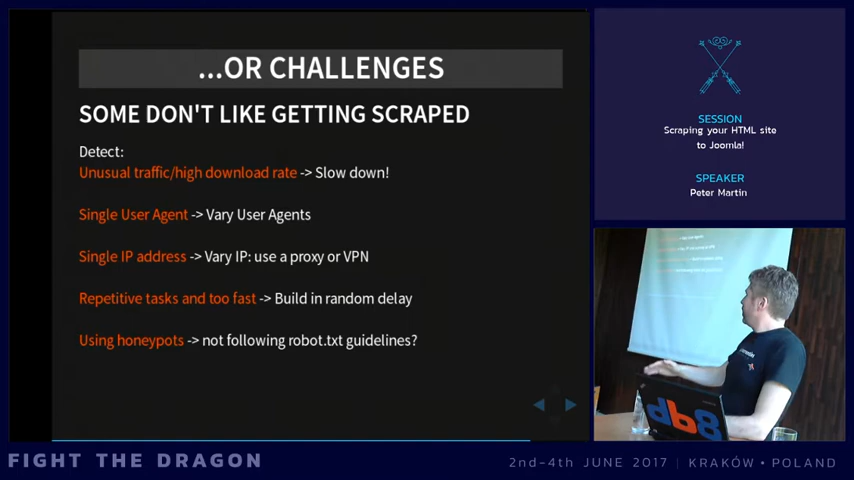 ...OR CHALLENGES
SOME DON'T LIKE GETTING SCRAPED
Detect:
Unusual traffic/high download rate -> Slow down!
Single User Agent -> Vary User Agents
Single IP address -> Vary IP: use a proxy or VPN
Repetitive tasks and too fast -> Build in random delay
Using honeypots -> not following robot.txt guidelines?
SESSION
Scraping your HTML site
to Joomla!
SPEAKER
Peter Martin
db8
FIGHT THE DRAGON
2nd-4th JUNE 2017 | KRAKÓW • POLAND